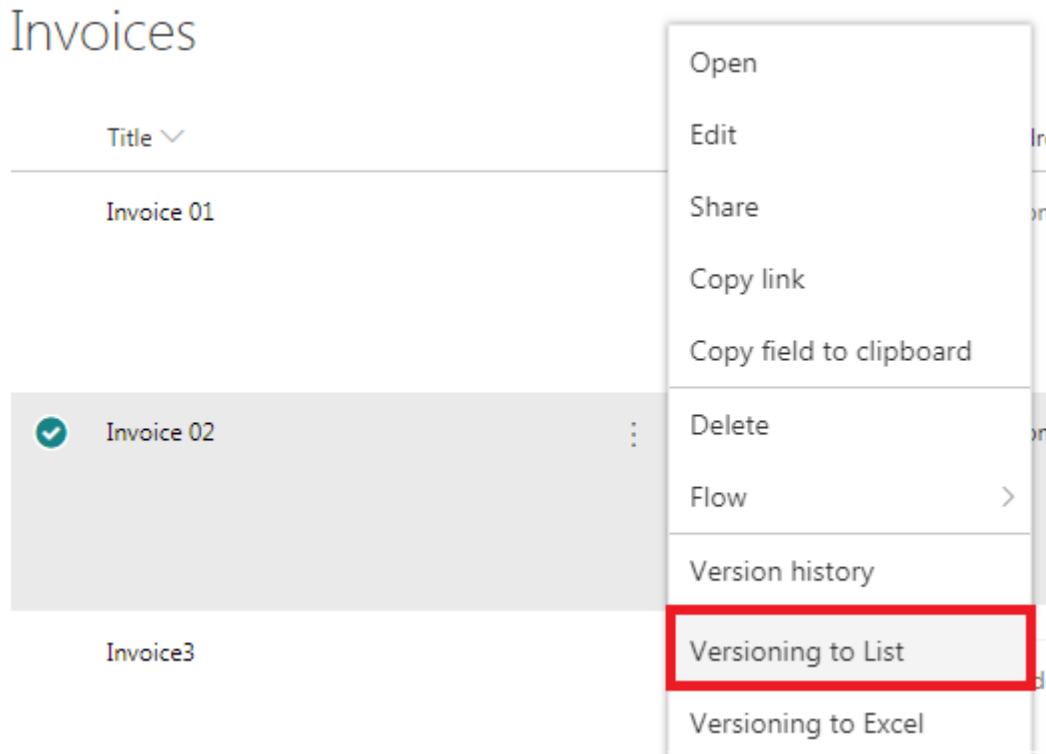 Invoices
Title
Invoice 01
Invoice 02
Invoice3
Open
Edit
Share
Copy link
Copy field to clipboard
Delete
Flow
Version history
Versioning to List
Versioning to Excel